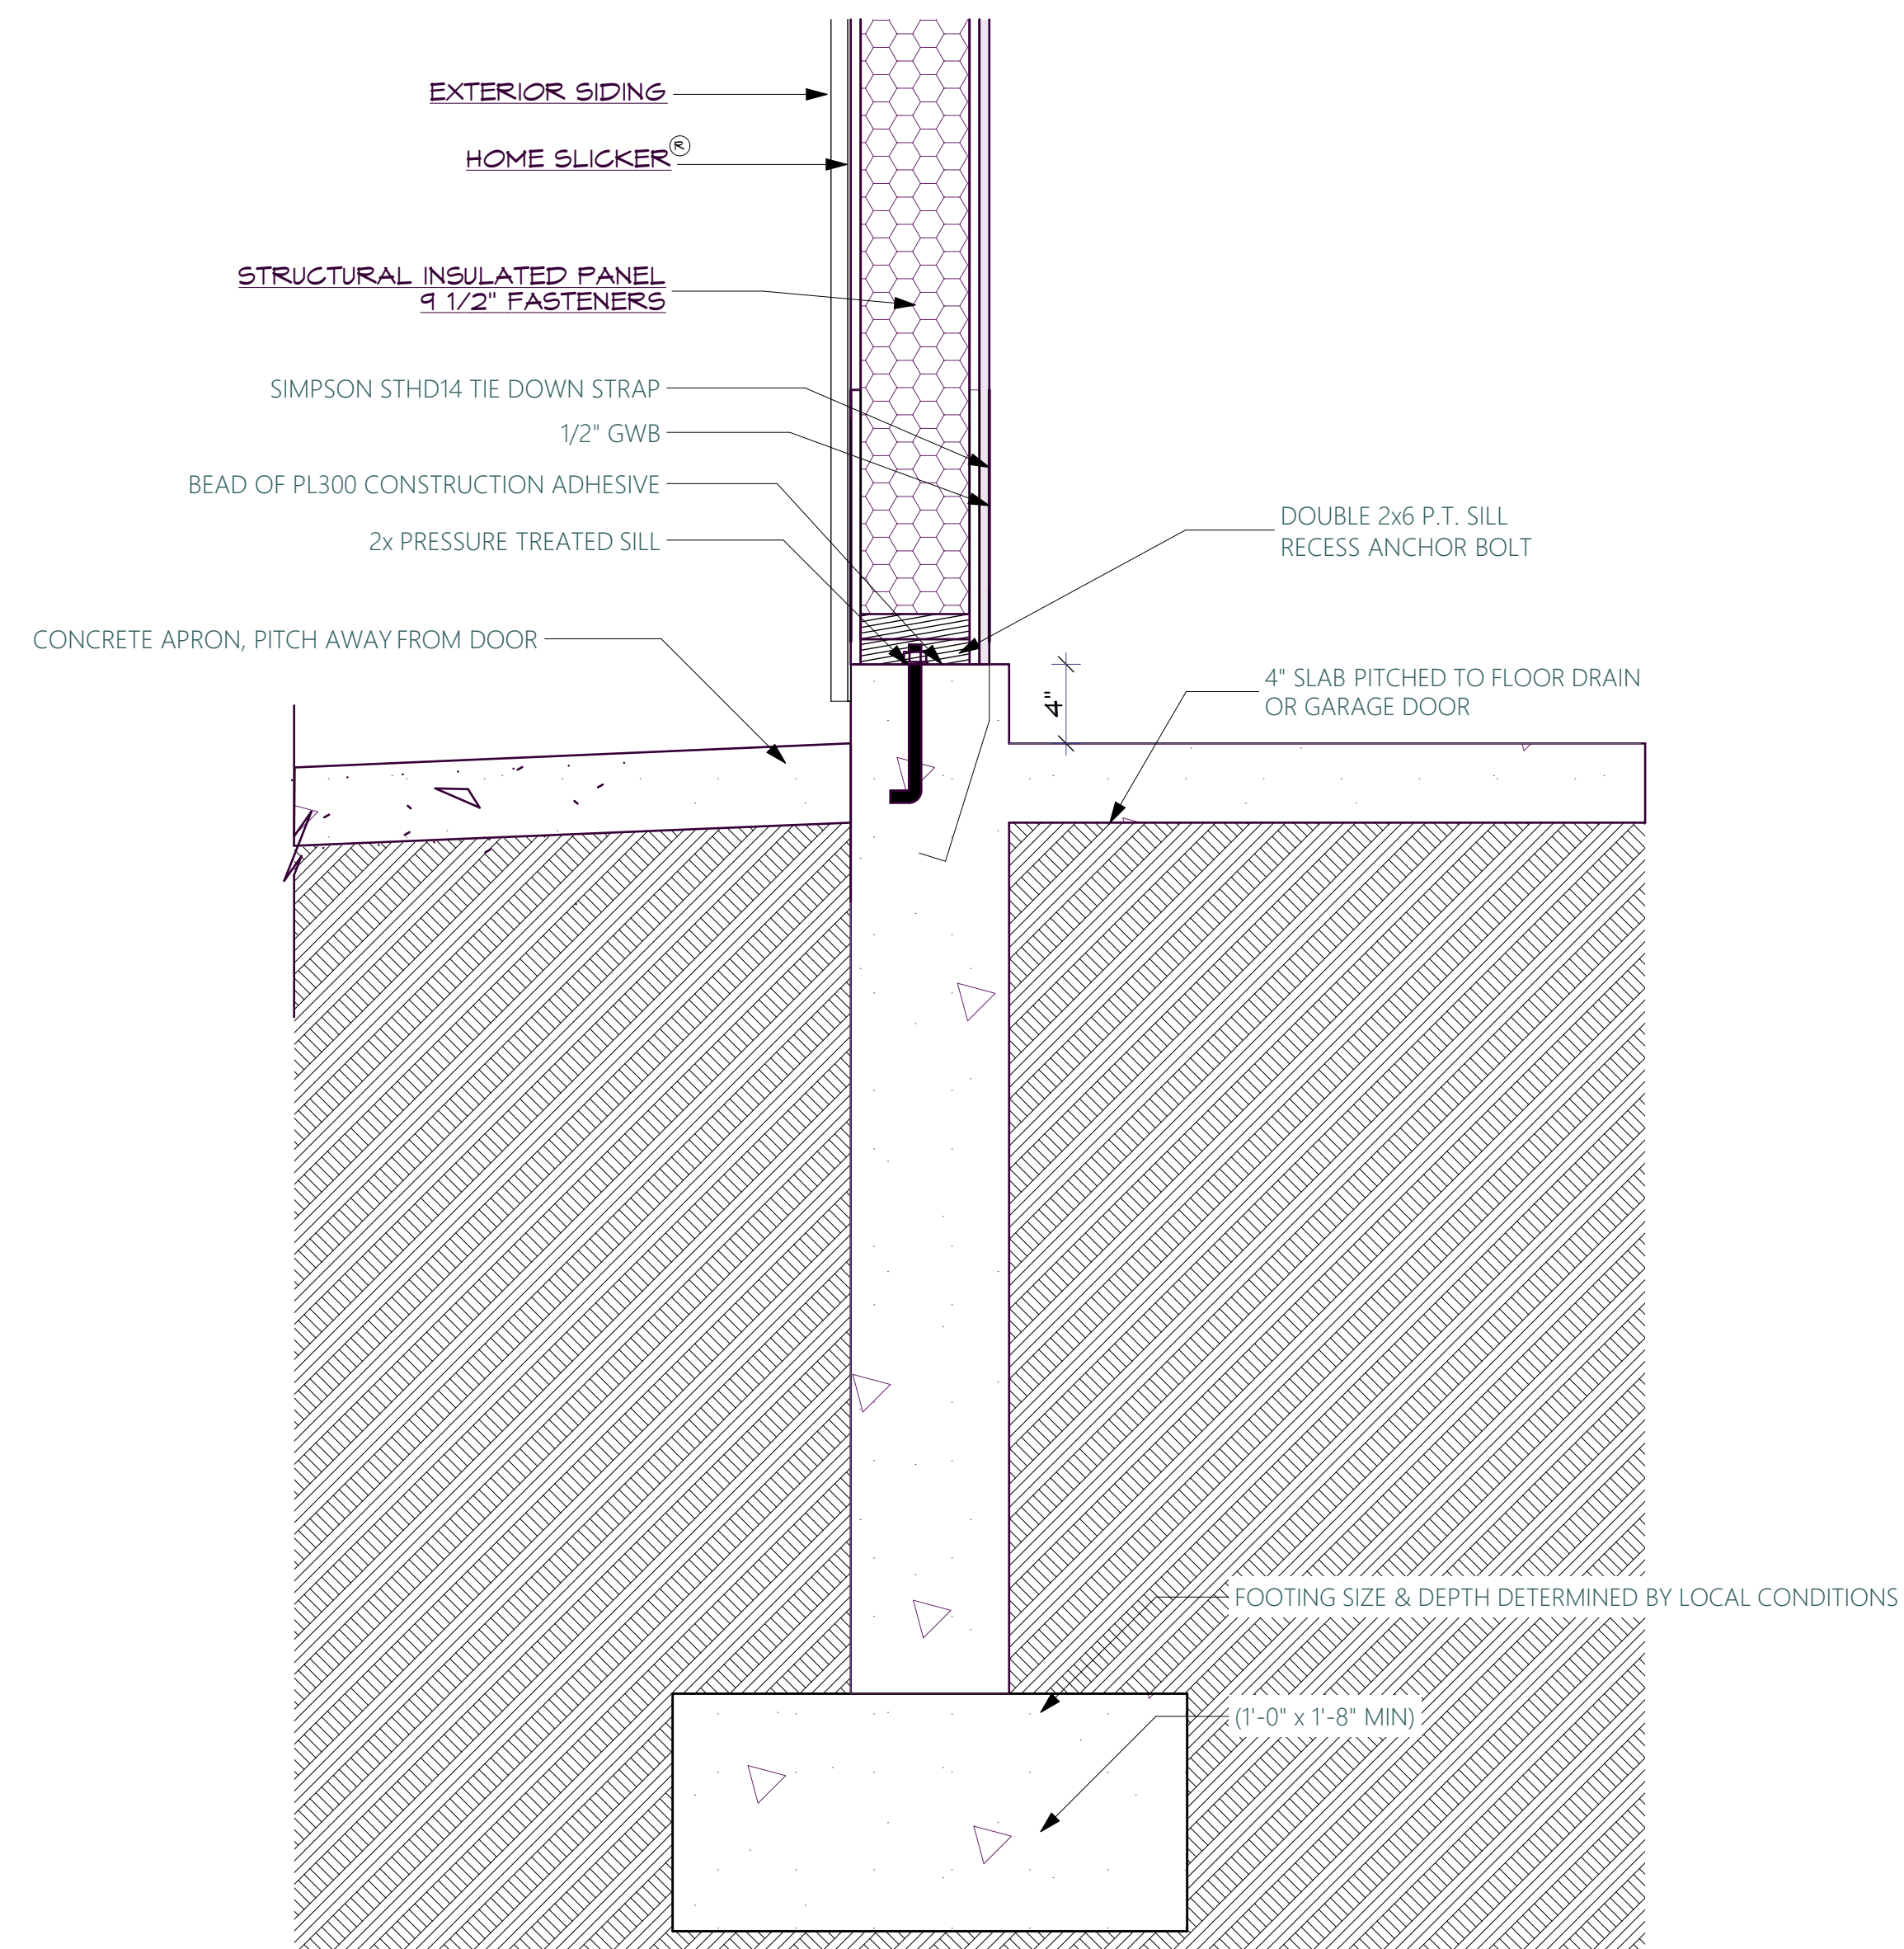 EXTERIOR SIDING
HOME SLICKER®
STRUCTURAL INSULATED PANEL
9 1/2" FASTENERS
SIMPSON STHD14 TIE DOWN STRAP
1/2" GWB
BEAD OF PL300 CONSTRUCTION ADHESIVE
2x PRESSURE TREATED SILL
DOUBLE 2x6 P.T. SILL
RECESS ANCHOR BOLT
CONCRETE APRON, PITCH AWAY FROM DOOR
4"
4" SLAB PITCHED TO FLOOR DRAIN
OR GARAGE DOOR
FOOTING SIZE & DEPTH DETERMINED BY LOCAL CONDITIONS
(1'-0" x 1'-8" MIN)